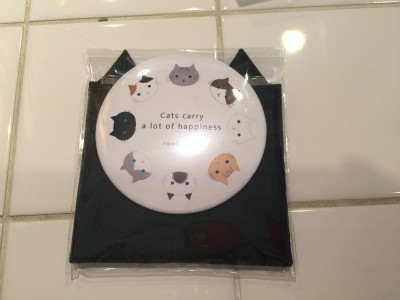 Cats carry
a lot of happiness